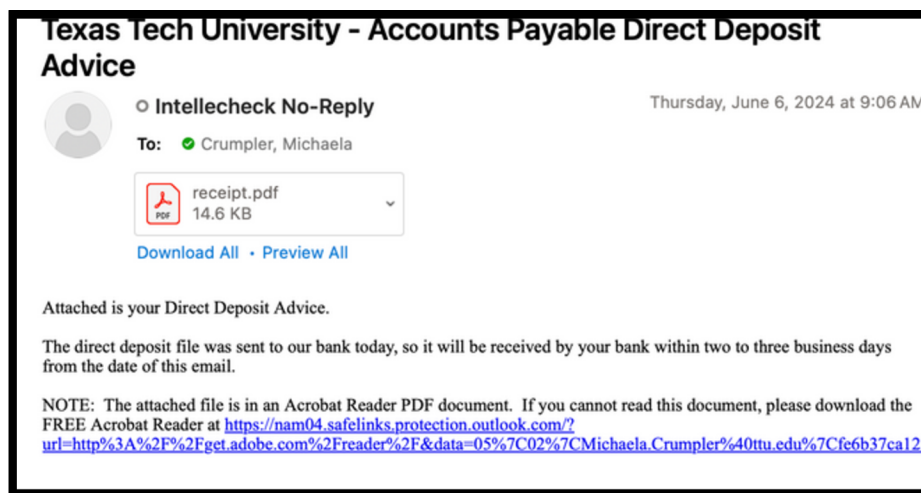 Texas Tech University - Accounts Payable Direct Deposit
Advice
Intellecheck No-Reply
Thursday, June 6, 2024 at 9:06 AM
To: Crumpler, Michaela
receipt.pdf
PDF
14.6 KB
Download All • Preview All
Attached is your Direct Deposit Advice.
The direct deposit file was sent to our bank today, so it will be received by your bank within two to three business days
from the date of this email.
NOTE:  The attached file is in an Acrobat Reader PDF document.  If you cannot read this document, please download the
FREE Acrobat Reader at https://nam04.safelinks.protection.outlook.com/?
url=http%3A%2F%2Fget.adobe.com%2Freader%2F&data=05%7C02%7CMichaela.Crumpler%40ttu.edu%7Cfe6b37ca12